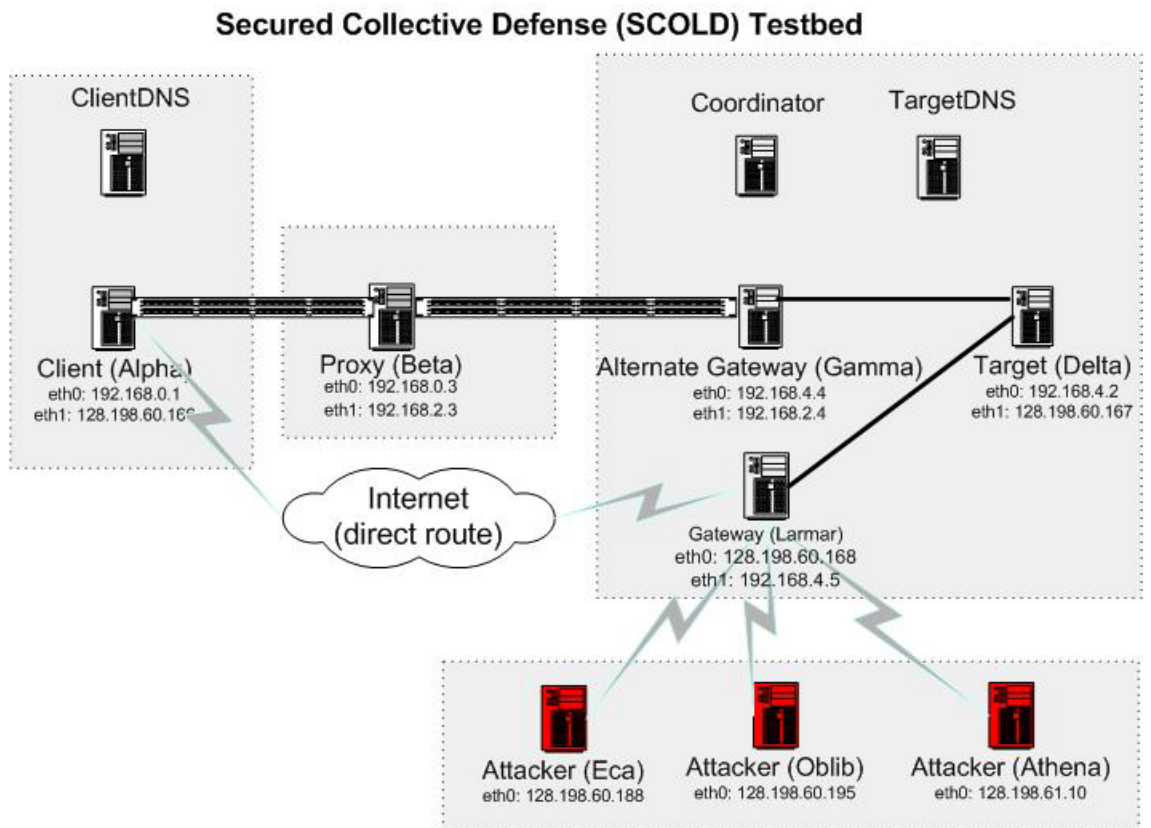 Secured Collective Defense (SCOLD) Testbed
ClientDNS
Coordinator
TargetDNS
Client (Alpha)
eth0: 192.168.0.1
eth1:
Proxy (Beta)
eth0: 192.168.0.3
eth1: 192.168.2.3
Alternate Gateway (Gamma)
eth0: 192.168.4.4
eth1: 192.168.2.4
Target (Delta)
eth0: 192.168.4.2
eth1: 128.198.60.167
Internet
(direct route)
Gateway (Larmar)
eth0: 128.198.60.168
eth1: 192.168.4.5
Attacker (Eca)
eth0: 128.198.60.188
Attacker (Oblib)
eth0: 128.198.60.195
Attacker (Athena)
eth0: 128.198.61.10